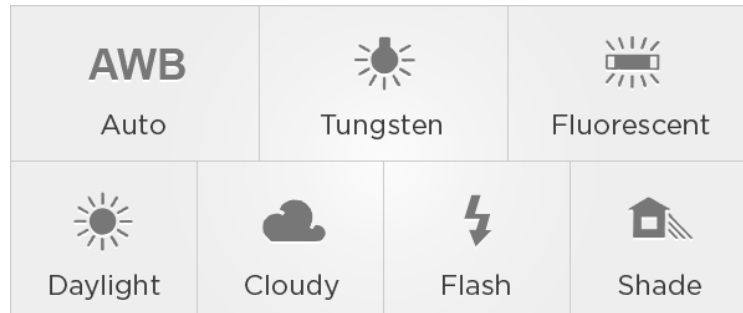 AWB
Auto
Tungsten
Fluorescent
Daylight
Cloudy
Flash
Shade